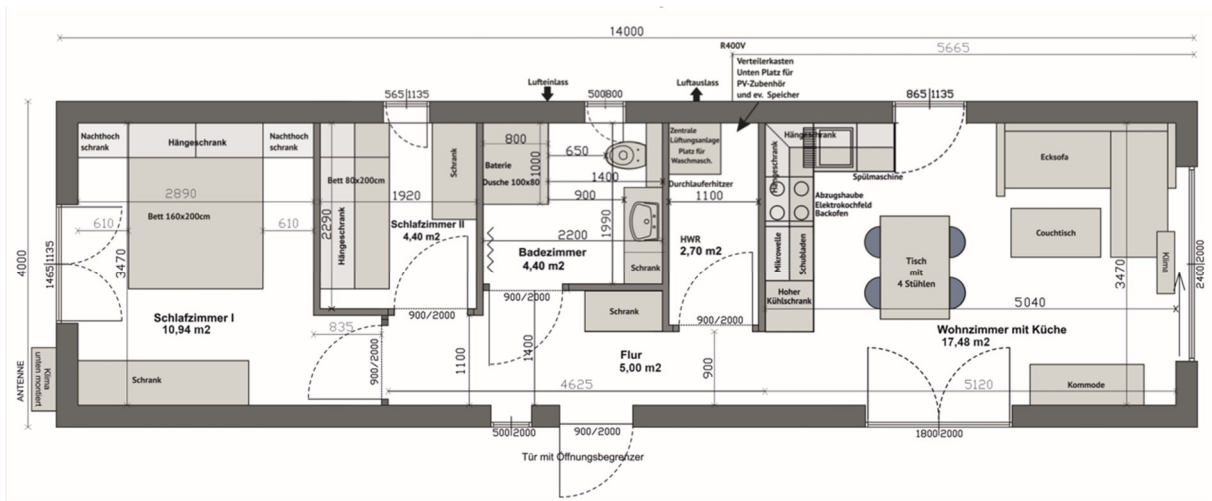 14000
R400V
5665
Verteilerkasten
Unten Platz für
PV-Zubenhör
und ev. Speicher
Lufteinlass
Luftauslass
565|1135
500|800
865|1135
Nachthoch
schrank
Hängeschrank
Nachthoch
schrank
Bett 80x200cm
Schrank
800
1000
650
Baterie
Dusche 100x80
1400
900
Zentrale
Lüftungsanlage
Platz für
Waschmasch.
Durchlauferhitzer
1100
Hängeschrank
Hängeschrank
Spülmaschine
Abzugshaube
Elektrokochfeld
Backofen
Ecksofa
Couchtisch
2890
Bett 160x200cm
610
610
1920
2290
Hängeschrank
Schlafzimmer II
4,40 m2
2200
1990
Badezimmer
4,40 m2
Schrank
HWR
2,70 m2
Mikrowelle
Schubladen
Hoher
Kühlschrank
Tisch
mit
4 Stühlen
Klima
3470
2400|2000
4000
1465|1135
3470
Schlafzimmer I
10,94 m2
835
900/2000
900/2000
900/2000
Schrank
900/2000
5040
Wohnzimmer mit Küche
17,48 m2
Flur
5,00 m2
1100
1400
900
ANTENNE
Klima
unten montiert
Schrank
4625
5120
Kommode
500|2000
900/2000
1800|2000
Tür mit Öffnungsbegrenzer